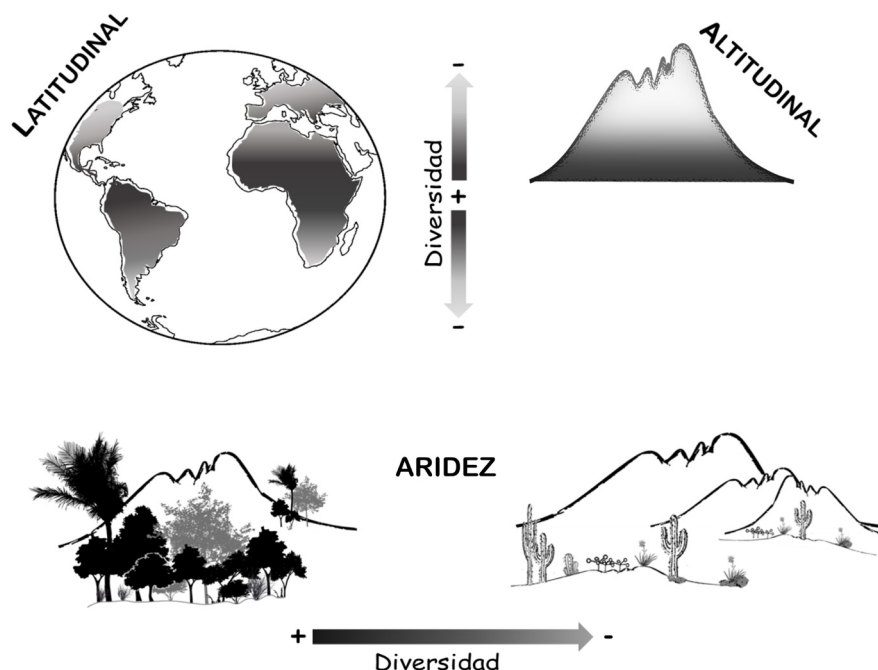 LATITUDINAL
ALTITUDINAL
-
+
-
Diversidad
ARIDEZ
+
-
Diversidad